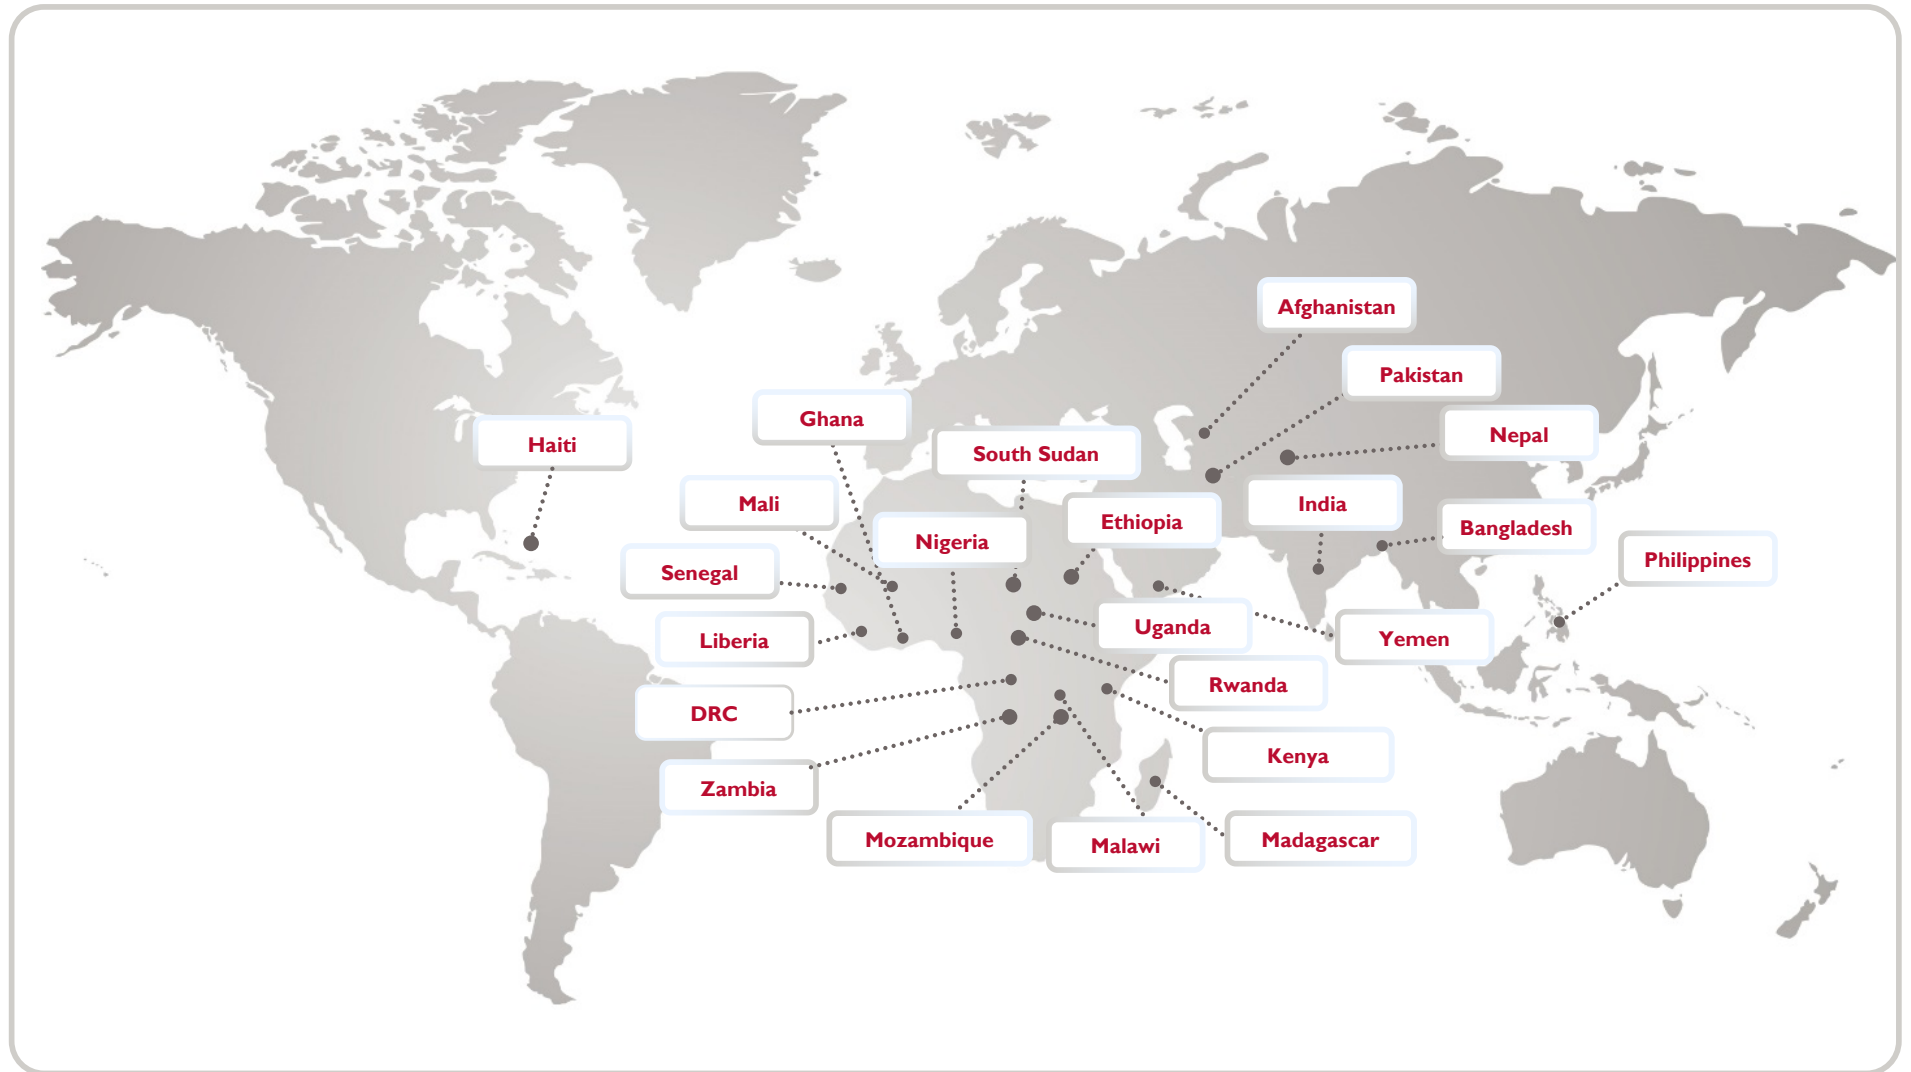 Afghanistan
Pakistan
Ghana
Nepal
Haiti
South Sudan
Mali
India
Ethiopia
Bangladesh
Nigeria
Philippines
Senegal
Uganda
Yemen
Liberia
Rwanda
DRC
Kenya
Zambia
Mozambique
Malawi
Madagascar